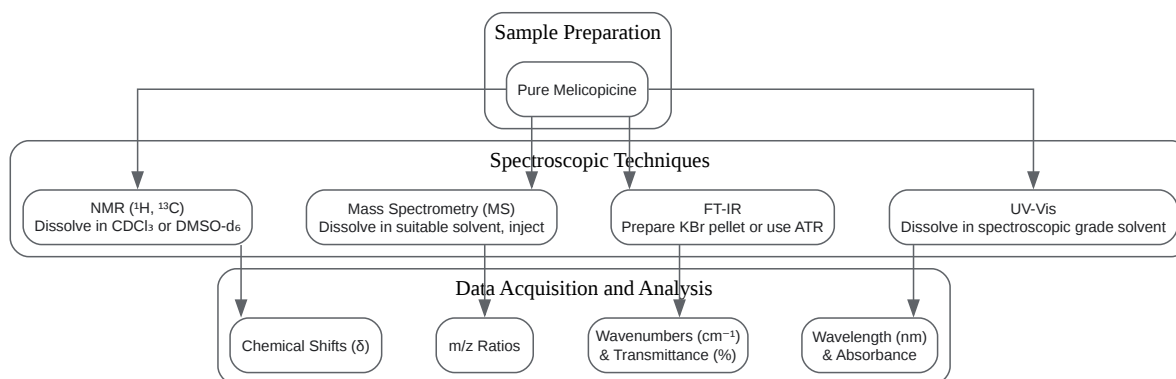 Sample Preparation
Pure Melicopicine
Spectroscopic Techniques
NMR (¹H, ¹³C)
Dissolve in CDCl₃ or DMSO-d₆
Mass Spectrometry (MS)
Dissolve in suitable solvent, inject
FT-IR
Prepare KBr pellet or use ATR
UV-Vis
Dissolve in spectroscopic grade solvent
Data Acquisition and Analysis
Chemical Shifts (δ)
m/z Ratios
Wavenumbers (cm⁻¹)
& Transmittance (%)
Wavelength (nm)
& Absorbance